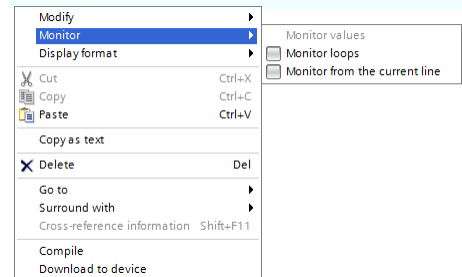 Modify
Monitor
Monitor values
Display format
Monitor loops
Monitor from the current line
Cut Ctrl+X
Copy Ctrl+C
Paste Ctrl+V
Copy as text
Delete Del
Go to
Surround with
Cross-reference information Shift+F11
Compile
Download to device